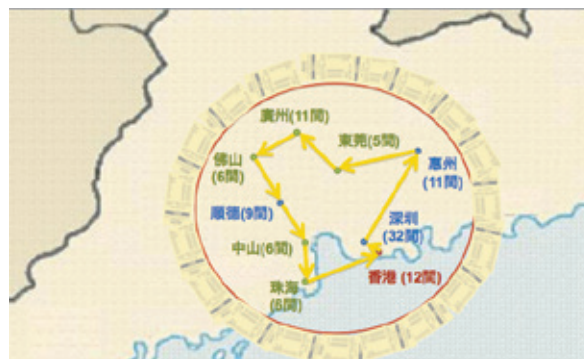 廣州(11間)
東莞(5間)
佛山
(6間)
惠州
(11間)
順德(9間)
深圳
(32間)
中山(6間)
香港 (12間)
珠海